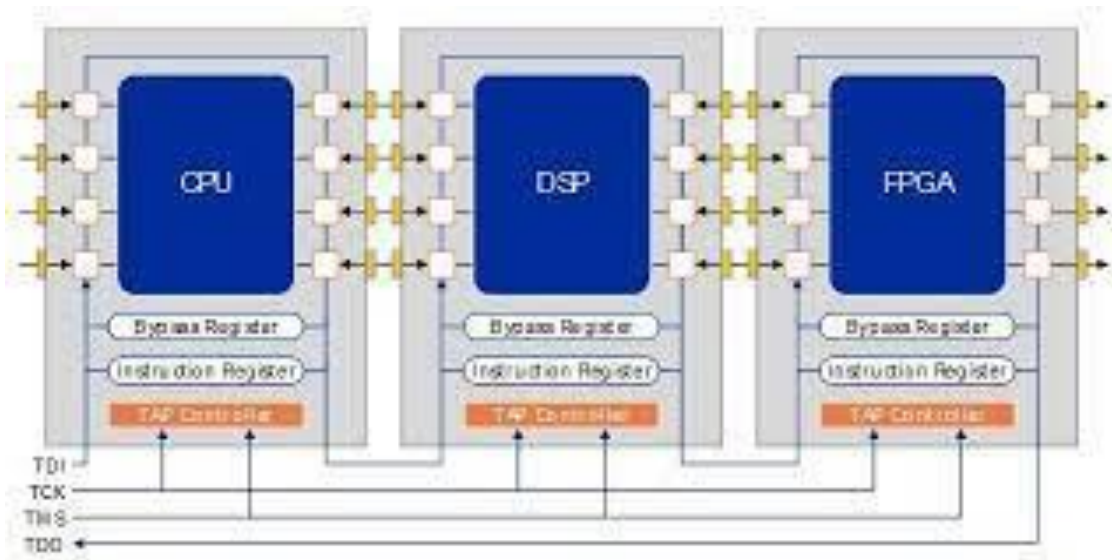 CPU
DSP
FPGA
Bypass Register
Bypass Register
Bypass Register
Instruction Register
Instruction Register
Instruction Register
TAP Controller
TAP Controller
TAP Controller
TDI
TCK
TMS
TDO